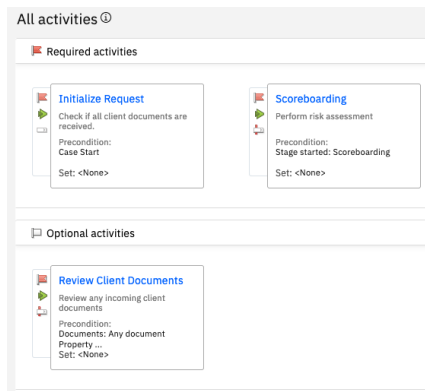 All activities
Required activities
Initialize Request
Check if all client documents are
received.
Precondition:
Case Start
Set: <None>
Scoreboarding
Perform risk assessment
Precondition:
Stage started: Scoreboarding
Set: <None>
Optional activities
Review Client Documents
Review any incoming client
documents
Precondition:
Documents: Any document
Property ...
Set: <None>